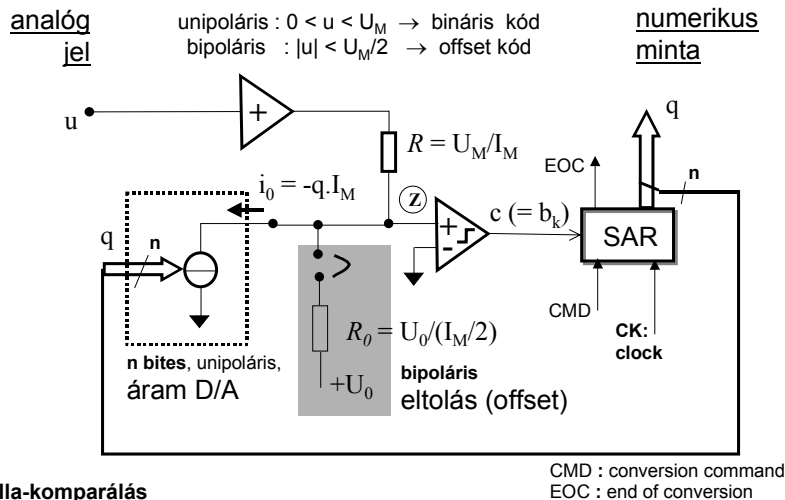 analóg
jel
unipoláris : 0 < u < U_M → bináris kód
bipoláris : |u| < U_M/2 → offset kód
numerikus
minta
+
u
R = U_M/I_M
q
EOC
n
i_0 = -q.I_M
z
c (= b_k)
+
-
SAR
q
n
CMD
CK:
clock
R_0 = U_0/(I_M/2)
+U_0
n bites, unipoláris,
áram D/A
bipoláris
eltolás (offset)
CMD : conversion command
EOC : end of conversion
lla-komparálás